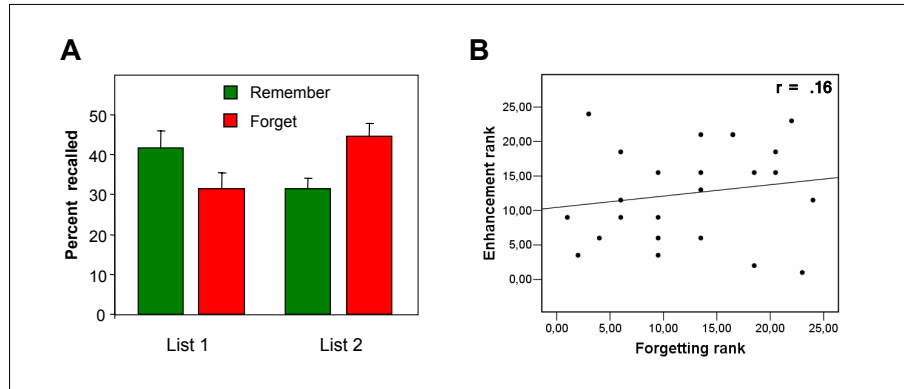 A
Remember
Forget
Percent recalled
50
40
30
20
10
0
List 1
List 2
B
r = .16
Enhancement rank
25,00
20,00
15,00
10,00
5,00
0,00
0,00 5,00 10,00 15,00 20,00 25,00
Forgetting rank